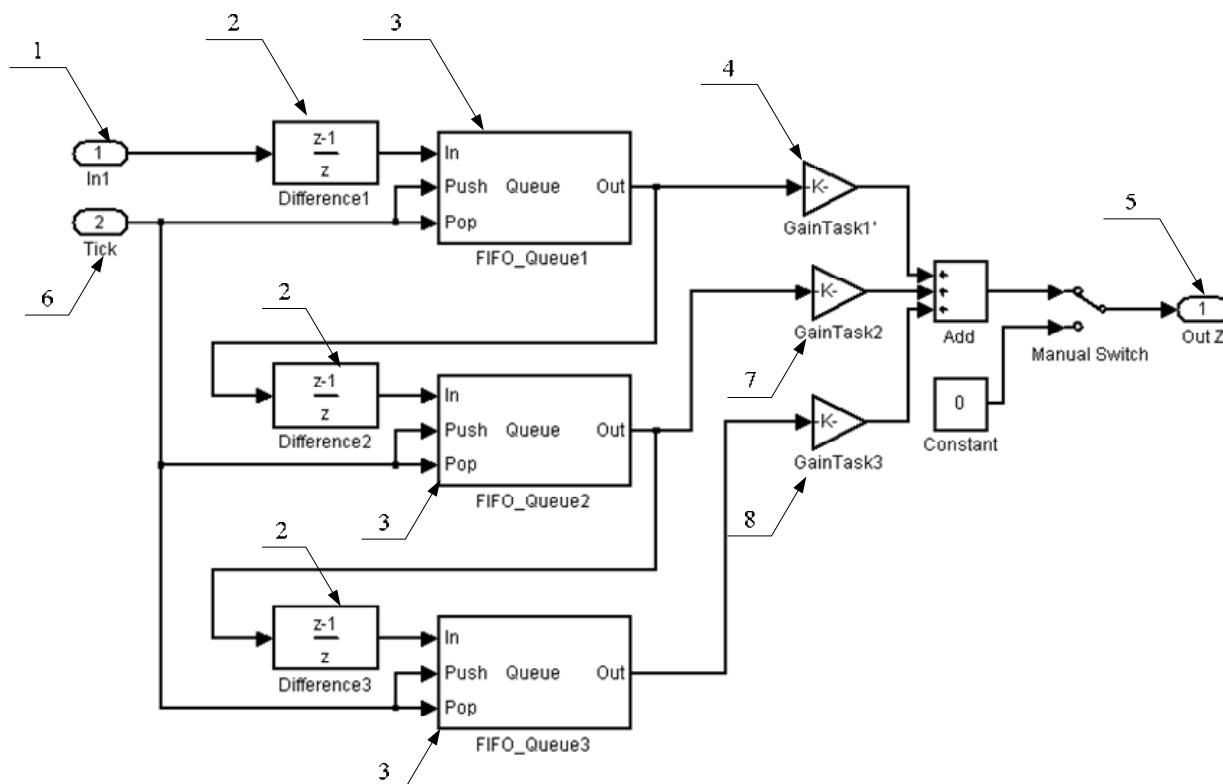 2
3
1
4
1
In1
z-1
z
Difference1
In
Push
Pop
Queue
Out
FIFO_Queue1
-K-
GainTask1'
5
2
Tick
6
2
-K-
GainTask2
7
Add
Manual Switch
1
Out Z
z-1
z
Difference2
In
Push
Pop
Queue
Out
FIFO_Queue2
3
-K-
GainTask3
8
0
Constant
2
z-1
z
Difference3
In
Push
Pop
Queue
Out
FIFO_Queue3
3